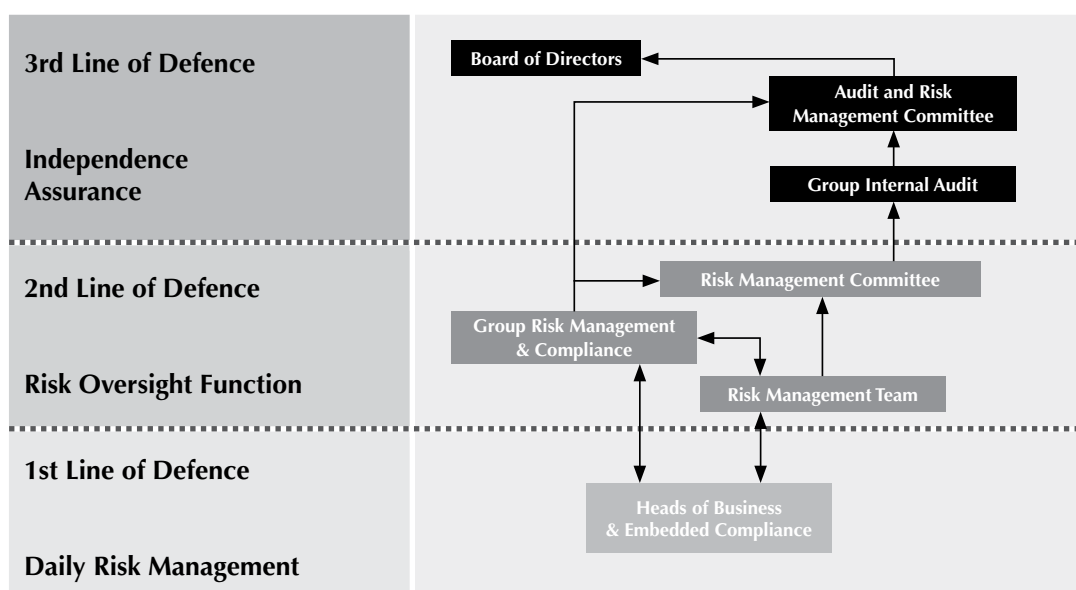 3rd Line of Defence
Independence
Assurance
Board of Directors
Audit and Risk
Management Committee
Group Internal Audit
2nd Line of Defence
Risk Oversight Function
Risk Management Committee
Group Risk Management
& Compliance
Risk Management Team
1st Line of Defence
Daily Risk Management
Heads of Business
& Embedded Compliance